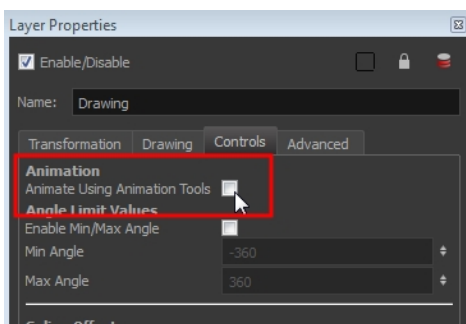 Layer Properties
Enable/Disable
Name: Drawing
Transformation Drawing Controls Advanced
Animation
Animate Using Animation Tools
Angle Limit Values
Enable Min/Max Angle
Min Angle -360
Max Angle 360